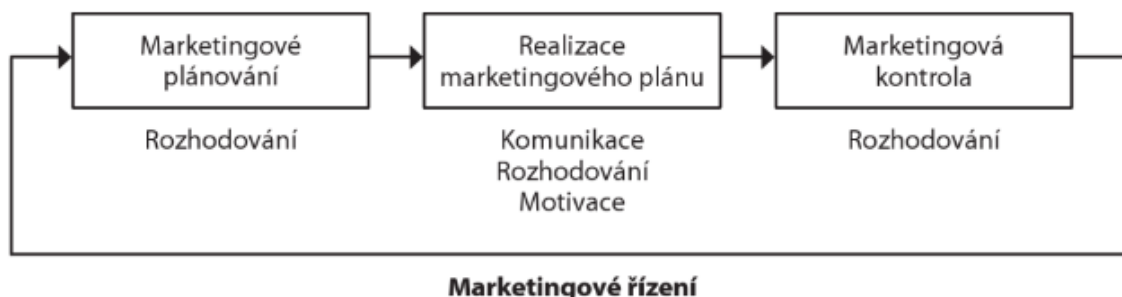 Marketingové
plánování
Realizace
marketingového plánu
Marketingová
kontrola
Rozhodování
Komunikace
Rozhodování
Motivace
Rozhodování
Marketingové řízení